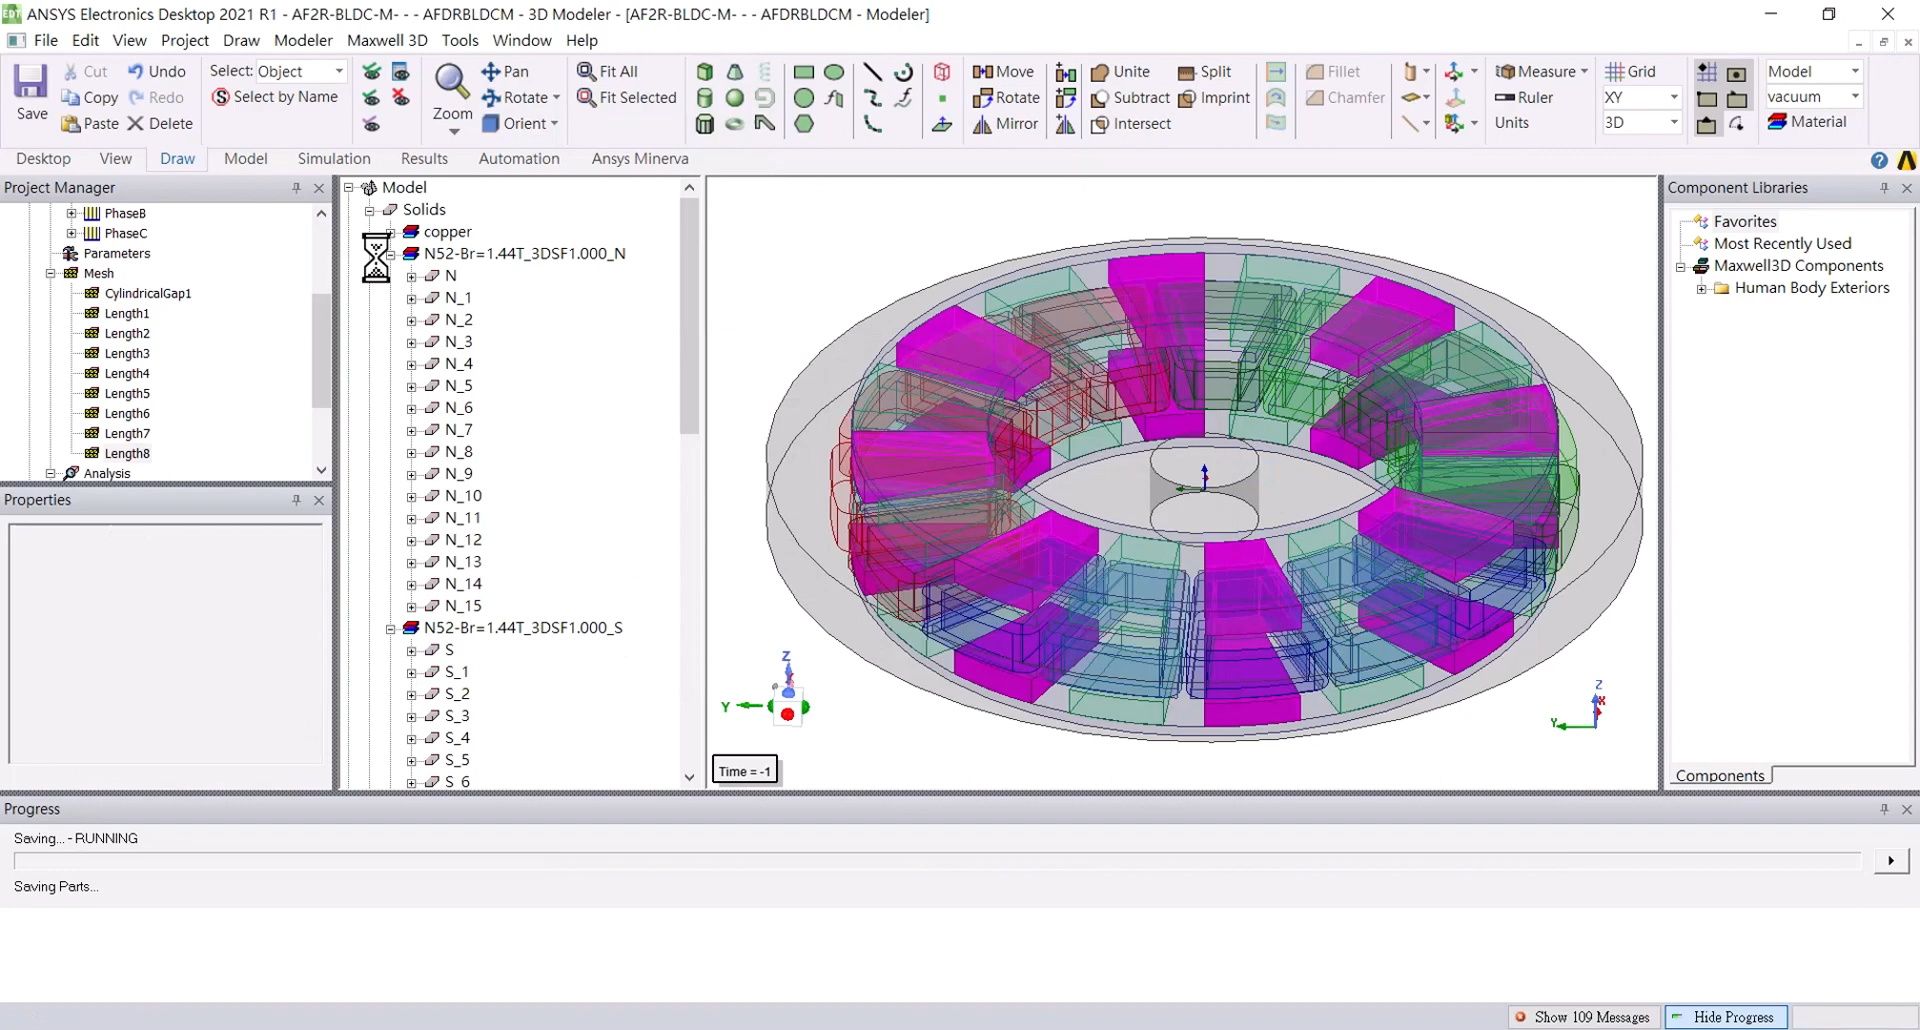 ANSYS Electronics Desktop 2021 R1 - AF2R-BLDC-M- - - AFDRBLDCM - 3D Modeler - [AF2R-BLDC-M- - - AFDRBLDCM - Modeler]
File Edit View Project Draw Modeler Maxwell 3D Tools Window Help
Save
Cut Undo
Copy Redo
Paste Delete
Select: Object
Select by Name
Zoom
Pan
Rotate
Orient
Fit All
Fit Selected
Move
Rotate
Mirror
Unite Split
Subtract Imprint
Intersect
Fillet
Chamfer
Measure
Ruler
Units
Grid
XY
3D
Model
vacuum
Material
Desktop View Draw Model Simulation Results Automation Ansys Minerva
Project Manager
PhaseB
PhaseC
Parameters
Mesh
CylindricalGap1
Length1
Length2
Length3
Length4
Length5
Length6
Length7
Length8
Analysis
Properties
Model
Solids
copper
N52-Br=1.44T_3DSF1.000_N
N
N_1
N_2
N_3
N_4
N_5
N_6
N_7
N_8
N_9
N_10
N_11
N_12
N_13
N_14
N_15
N52-Br=1.44T_3DSF1.000_S
S
S_1
S_2
S_3
S_4
S_5
S_6
Z
Y
Time = -1
Z
X
Y
Component Libraries
Favorites
Most Recently Used
Maxwell3D Components
Human Body Exteriors
Components
Progress
Saving... - RUNNING
Saving Parts...
Show 109 Messages Hide Progress